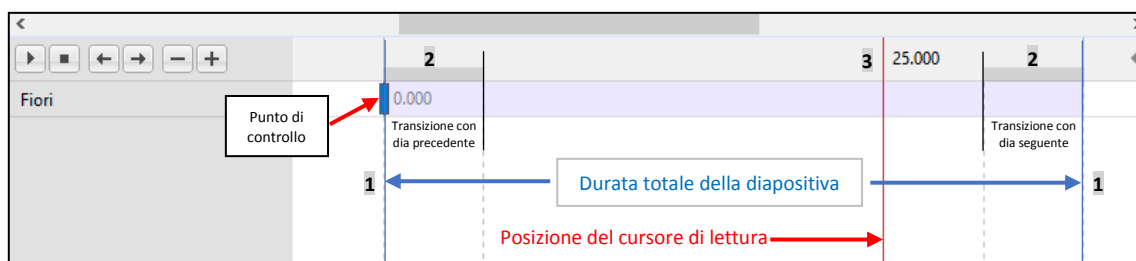 2
3
25.000
2
Fiori
0.000
Punto di
controllo
Transizione con
dia precedente
Transizione con
dia seguente
1
Durata totale della diapositiva
1
Posizione del cursore di lettura